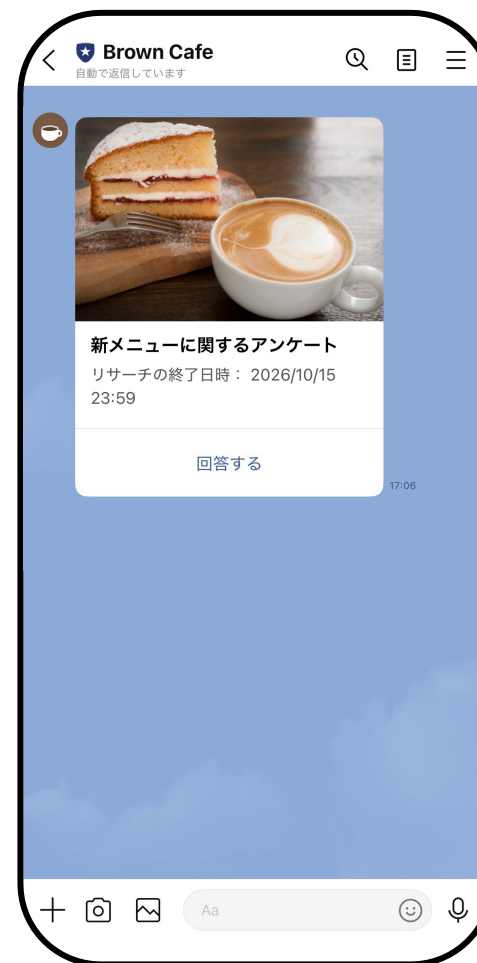 Brown Cafe
自動で返信しています
新メニューに関するアンケート
リサーチの終了日時： 2026/10/15
23:59
回答する
17:06
Aa